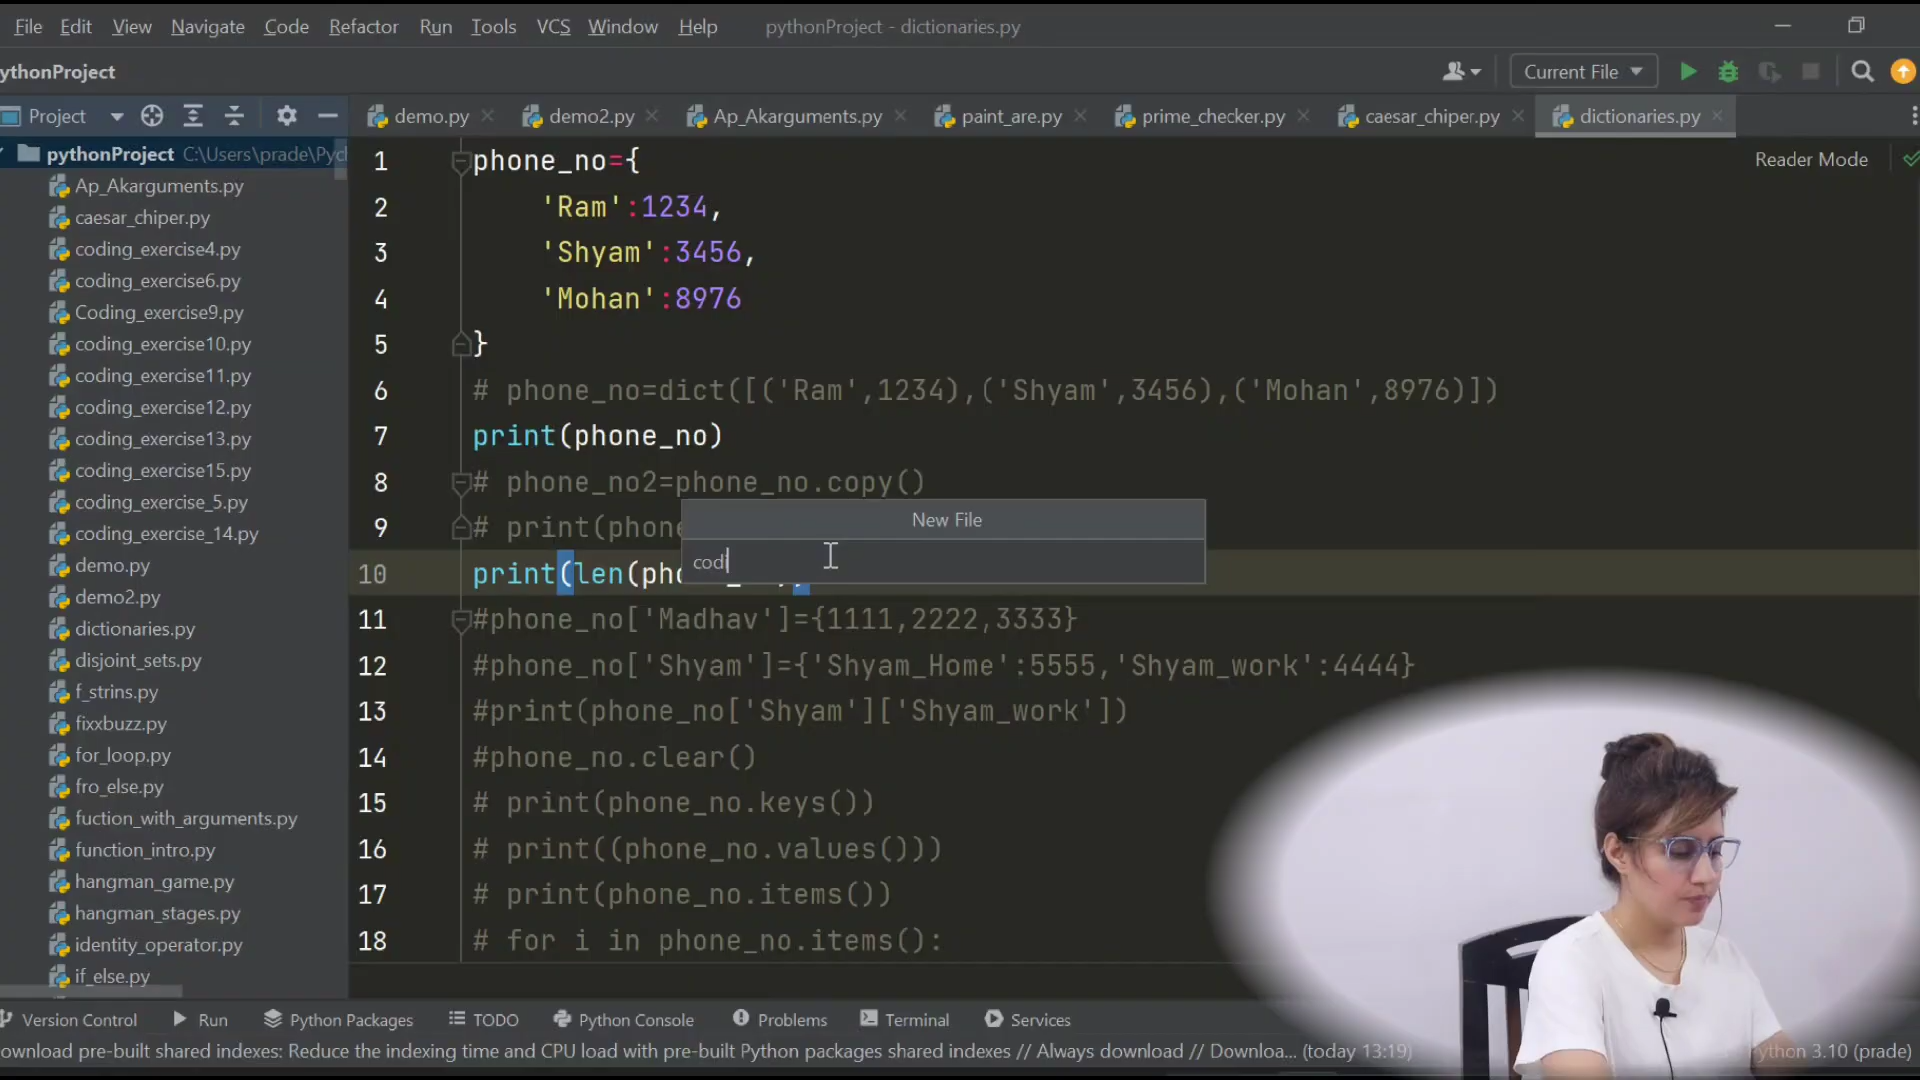 File Edit View Navigate Code Refactor Run Tools VCS Window Help pythonProject - dictionaries.py
ythonProject
Current File
Project
demo.py demo2.py Ap_Akarguments.py paint_are.py prime_checker.py caesar_chiper.py dictionaries.py
pythonProject C:\Users\prade\Pyc
Ap_Akarguments.py
caesar_chiper.py
coding_exercise4.py
coding_exercise6.py
Coding_exercise9.py
coding_exercise10.py
coding_exercise11.py
coding_exercise12.py
coding_exercise13.py
coding_exercise15.py
coding_exercise_5.py
coding_exercise_14.py
demo.py
demo2.py
dictionaries.py
disjoint_sets.py
f_strins.py
fixxbuzz.py
for_loop.py
fro_else.py
fuction_with_arguments.py
function_intro.py
hangman_game.py
hangman_stages.py
identity_operator.py
if_else.py
Reader Mode
1 phone_no={
2 'Ram':1234,
3 'Shyam':3456,
4 'Mohan':8976
5 }
6 # phone_no=dict([('Ram',1234),('Shyam',3456),('Mohan',8976)])
7 print(phone_no)
8 # phone_no2=phone_no.copy()
9 # print(phone
10 print(len(ph
11 #phone_no['Madhav']={1111,2222,3333}
12 #phone_no['Shyam']={'Shyam_Home':5555,'Shyam_work':4444}
13 #print(phone_no['Shyam']['Shyam_work'])
14 #phone_no.clear()
15 # print(phone_no.keys())
16 # print((phone_no.values()))
17 # print(phone_no.items())
18 # for i in phone_no.items():
New File
codi
Version Control Run Python Packages TODO Python Console Problems Terminal Services
ownload pre-built shared indexes: Reduce the indexing time and CPU load with pre-built Python packages shared indexes // Always download // Downloa... (today 13:19) ython 3.10 (prade)